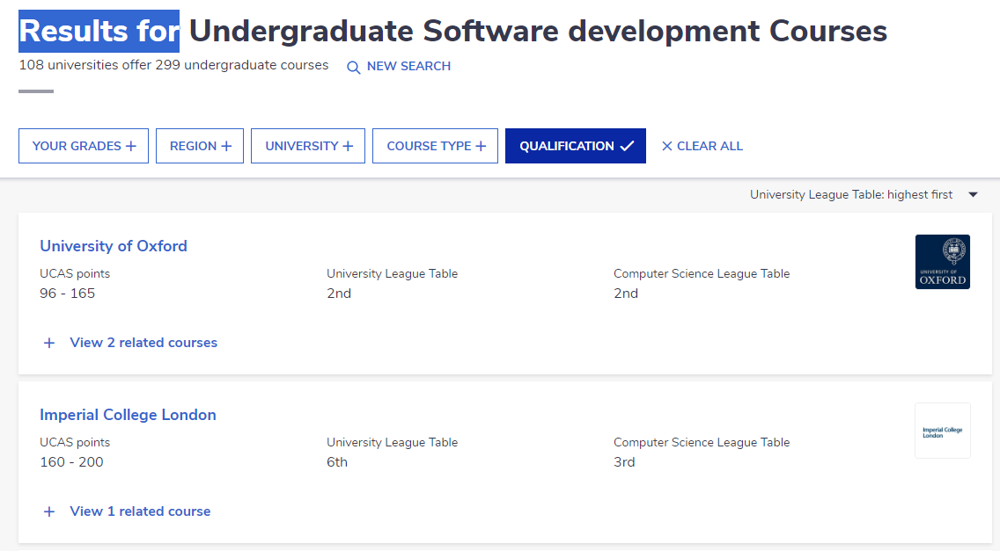 Results for Undergraduate Software development Courses
108 universities offer 299 undergraduate courses NEW SEARCH
YOUR GRADES REGION UNIVERSITY COURSE TYPE QUALIFICATION CLEAR ALL
University League Table: highest first
University of Oxford
UCAS points University League Table Computer Science League Table
96 - 165 2nd 2nd
UNIVERSITY OF
OXFORD
+ View 2 related courses
Imperial College London
Imperial College
London
UCAS points University League Table Computer Science League Table
160 - 200 6th 3rd
+ View 1 related course